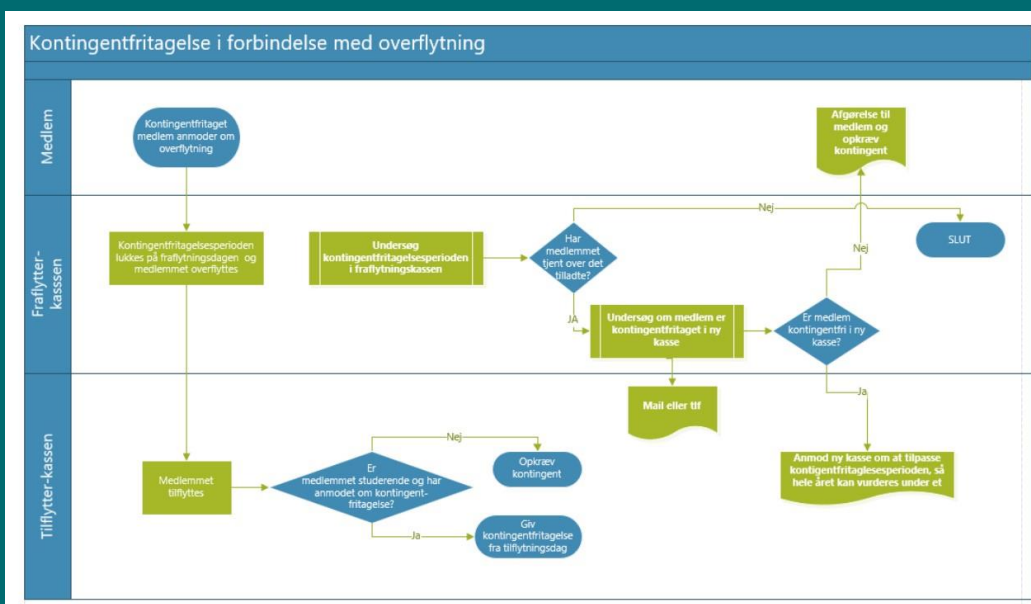 Kontingentfritagelse i forbindelse med overflytning
Medlem
Kontingentfritaget
medlem anmoder om
overflytning
Afgørelse til
medlem og
opkræv
kontingent
Fraflytter-
kasssen
Kontingentfritagelsesperioden
lukkes på fraflytningsdagen og
medlemmet overflyttes
Undersøg
kontingentfritagelsesperioden
i fraflytningskassen
Har
medlemmet
tjent over det
tilladte?
Nej
SLUT
JA
Undersøg om medlem er
kontingentfritaget i ny
kasse
Nej
Er medlem
kontingentfri i ny
kasse?
Tilflytter-kassen
Medlemmet
tilflyttes
Er
medlemmet studerende og har
anmodet om kontingent-
fritagelse?
Nej
Opkræv
kontingent
Ja
Giv
kontingentfritagelse
fra tilflytningsdag
Mail eller tlf
Ja
Anmod ny kasse om at tilpasse
kontigentfritaglesesperioden, så
hele året kan vurderes under et